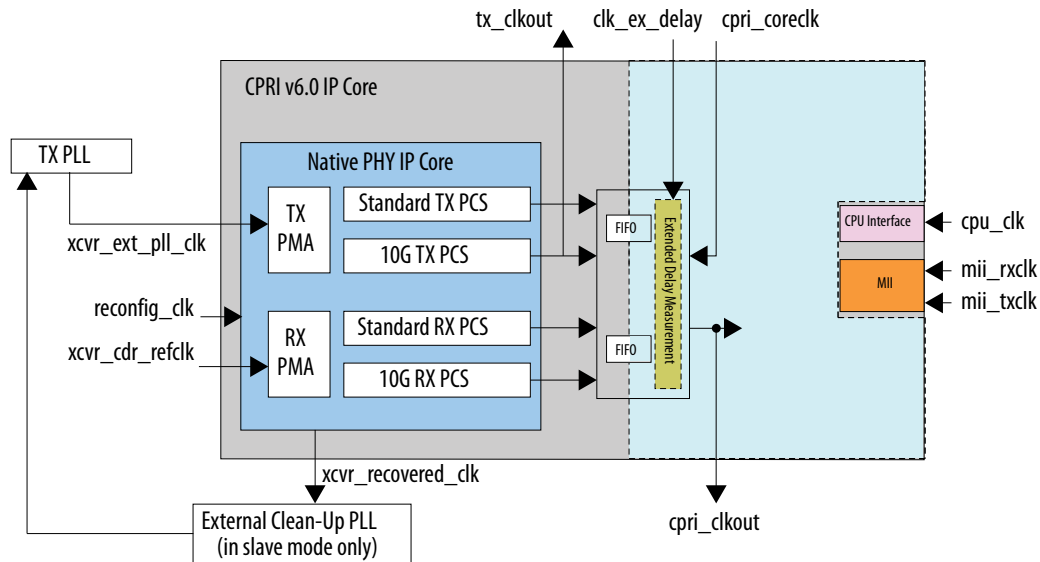 tx_clkout
clk_ex_delay
cpri_coreclk
CPRI v6.0 IP Core
TX PLL
Native PHY IP Core
TX
PMA
Standard TX PCS
10G TX PCS
xcvr_ext_pll_clk
FIFO
Extended Delay Measurement
CPU Interface
cpu_clk
MII
mii_rxclk
mii_txclk
reconfig_clk
xcvr_cdr_refclk
RX
PMA
Standard RX PCS
10G RX PCS
FIFO
xcvr_recovered_clk
External Clean-Up PLL
(in slave mode only)
cpri_clkout